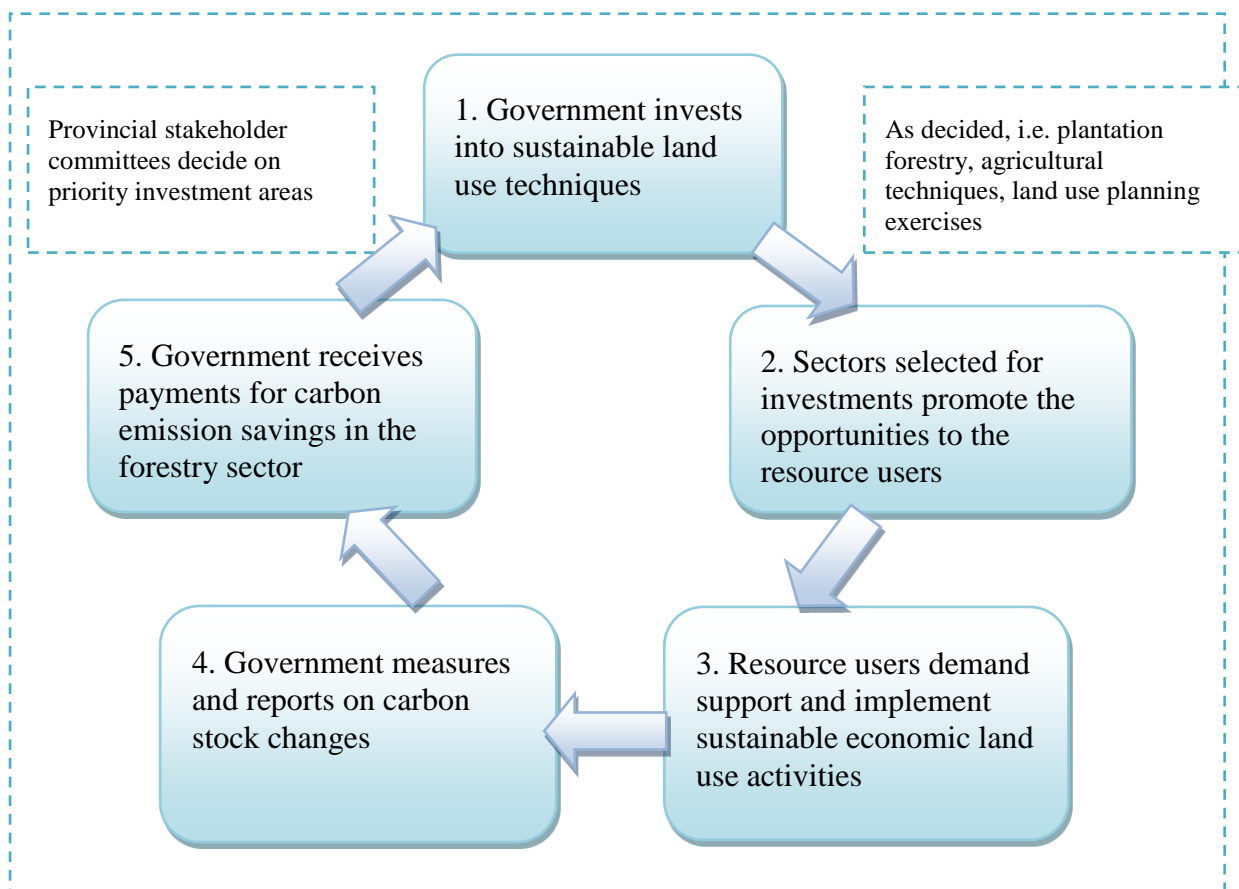 Provincial stakeholder
committees decide on
priority investment areas
1. Government invests
into sustainable land
use techniques
As decided, i.e. plantation
forestry, agricultural
techniques, land use planning
exercises
5. Government receives
payments for carbon
emission savings in the
forestry sector
2. Sectors selected for
investments promote the
opportunities to the
resource users
4. Government measures
and reports on carbon
stock changes
3. Resource users demand
support and implement
sustainable economic land
use activities